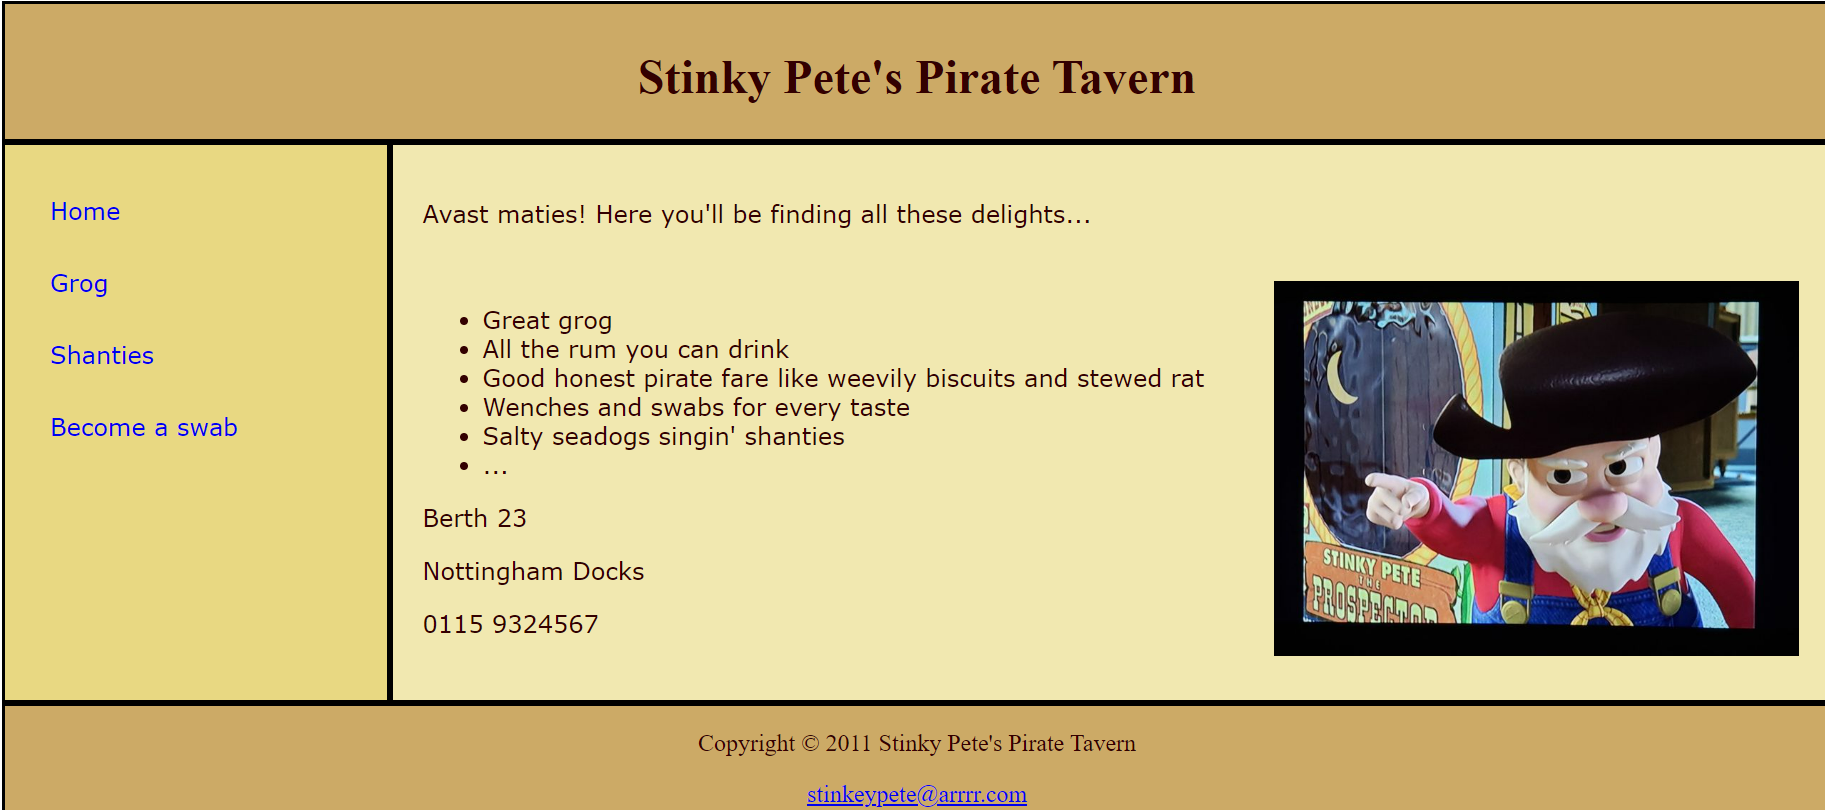 Stinky Pete's Pirate Tavern
Home
Grog
Shanties
Become a swab
Avast maties! Here you'll be finding all these delights...
• Great grog
• All the rum you can drink
• Good honest pirate fare like weevily biscuits and stewed rat
• Wenches and swabs for every taste
• Salty seadogs singin' shanties
• ...
Berth 23
Nottingham Docks
0115 9324567
STINKY PETE
THE
PROSPECTOR
Copyright © 2011 Stinky Pete's Pirate Tavern
stinkeypete@arrrr.com